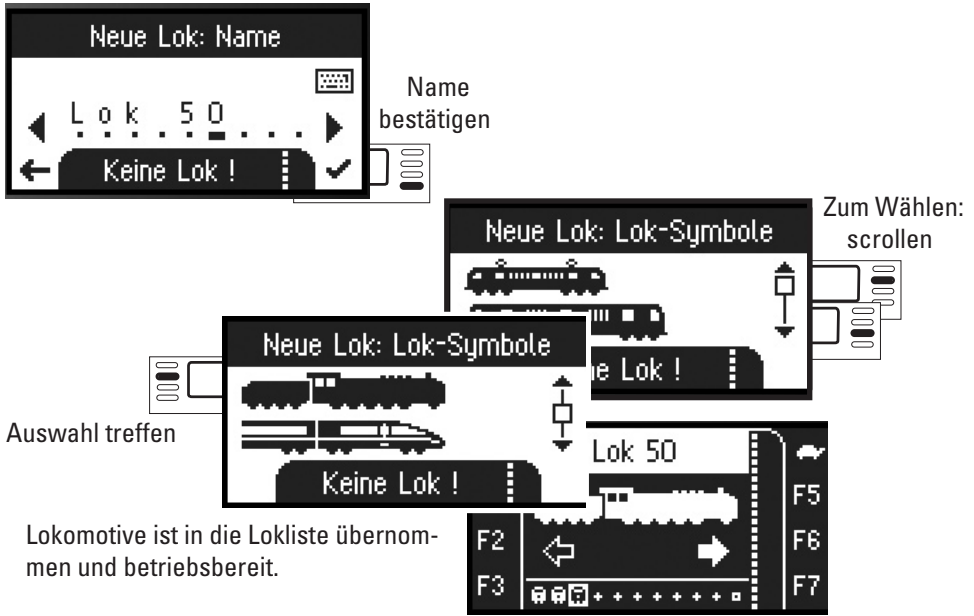 Neue Lok: Name
Lok 50
Keine Lok !
Name
bestätigen
Neue Lok: Lok-Symbole
e Lok !
Zum Wählen:
scrollen
Neue Lok: Lok-Symbole
Keine Lok !
Auswahl treffen
Lok 50
F5
F2
F6
F3
F7
Lokomotive ist in die Lokliste übernom-
men und betriebsbereit.